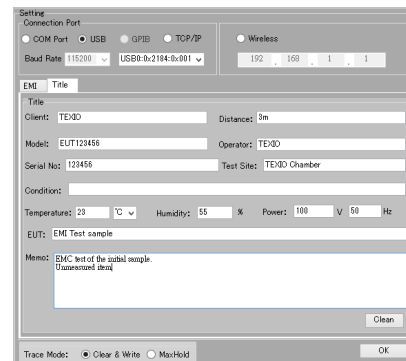 Setting
Connection Port
COM Port USB GPIB TCP/IP Wireless
Baud Rate 115200 USB0::0x2184::0x001 192 . 168 . 1 . 1
EMI Title
Title
Client: TEXIO Distance: 3m
Model: EUT123456 Operator: TEXIO
Serial No: 123456 Test Site: TEXIO Chamber
Condition:
Temperature: 23 ℃ Humidity: 55 % Power: 100 V 50 Hz
EUT: EMI Test sample
Memo: EMC test of the initial sample.
Unmeasured item
Clean
Trace Mode: Clear & Write MaxHold OK